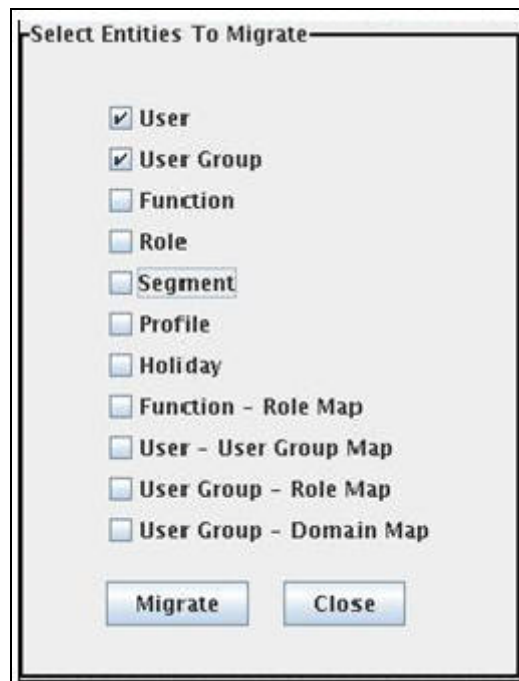 Select Entities To Migrate
User
User Group
Function
Role
Segment
Profile
Holiday
Function - Role Map
User - User Group Map
User Group - Role Map
User Group - Domain Map
Migrate Close